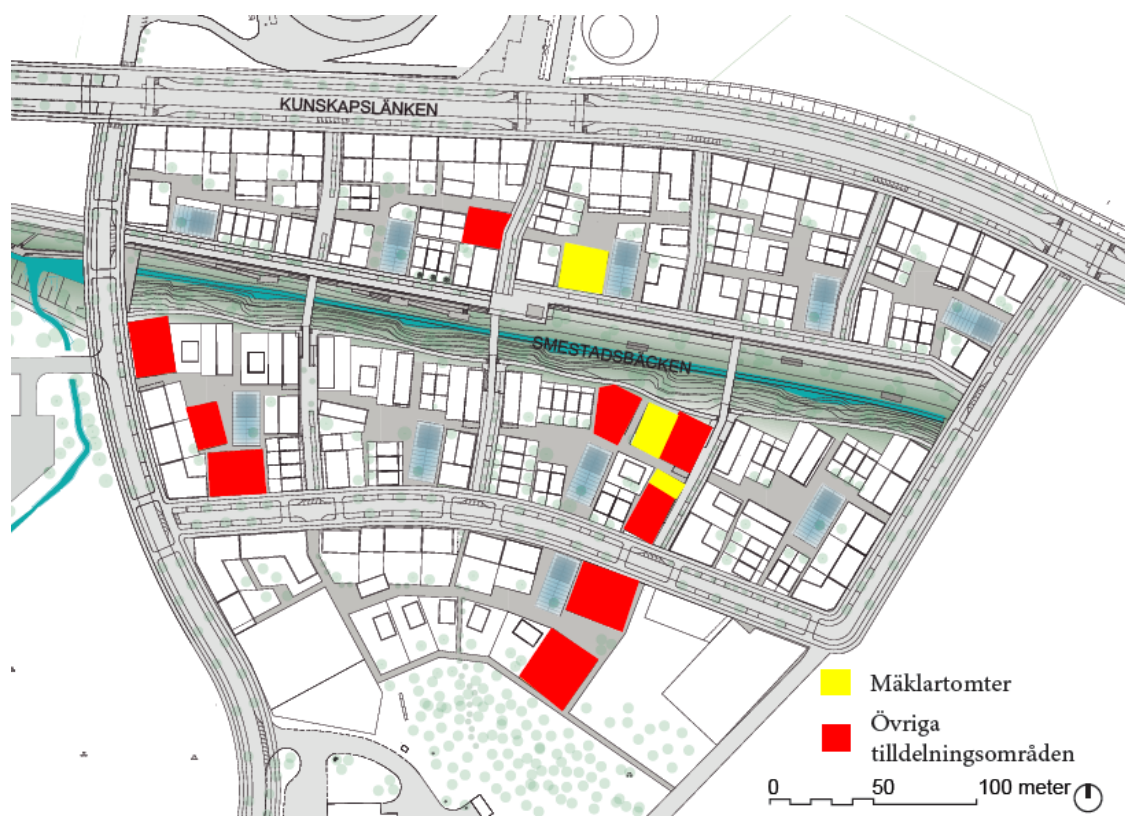 KUNSKAPSLÄNKEN
SMESTADSBÄCKEN
Mäklartomter
Övriga
tilldelningsområden
0 50 100 meter